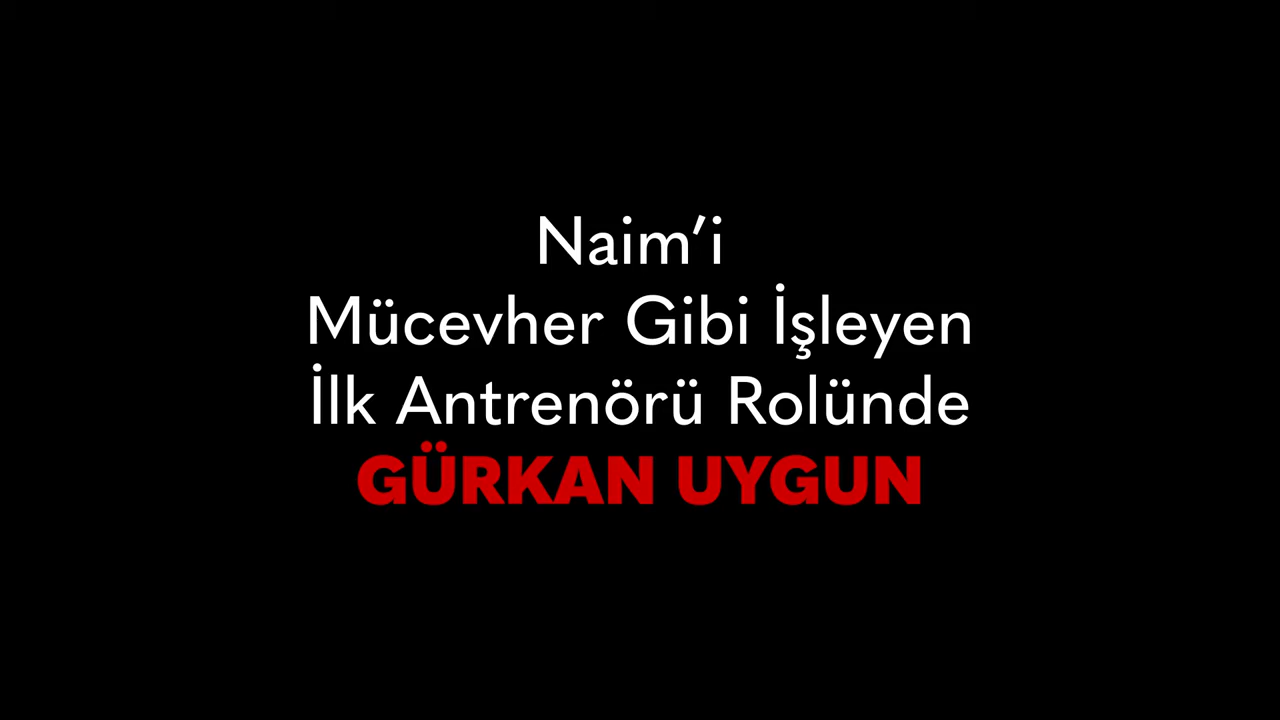 Naim’i
Mücevher Gibi İşleyen
İlk Antrenörü Rolünde
GÜRKAN UYGUN